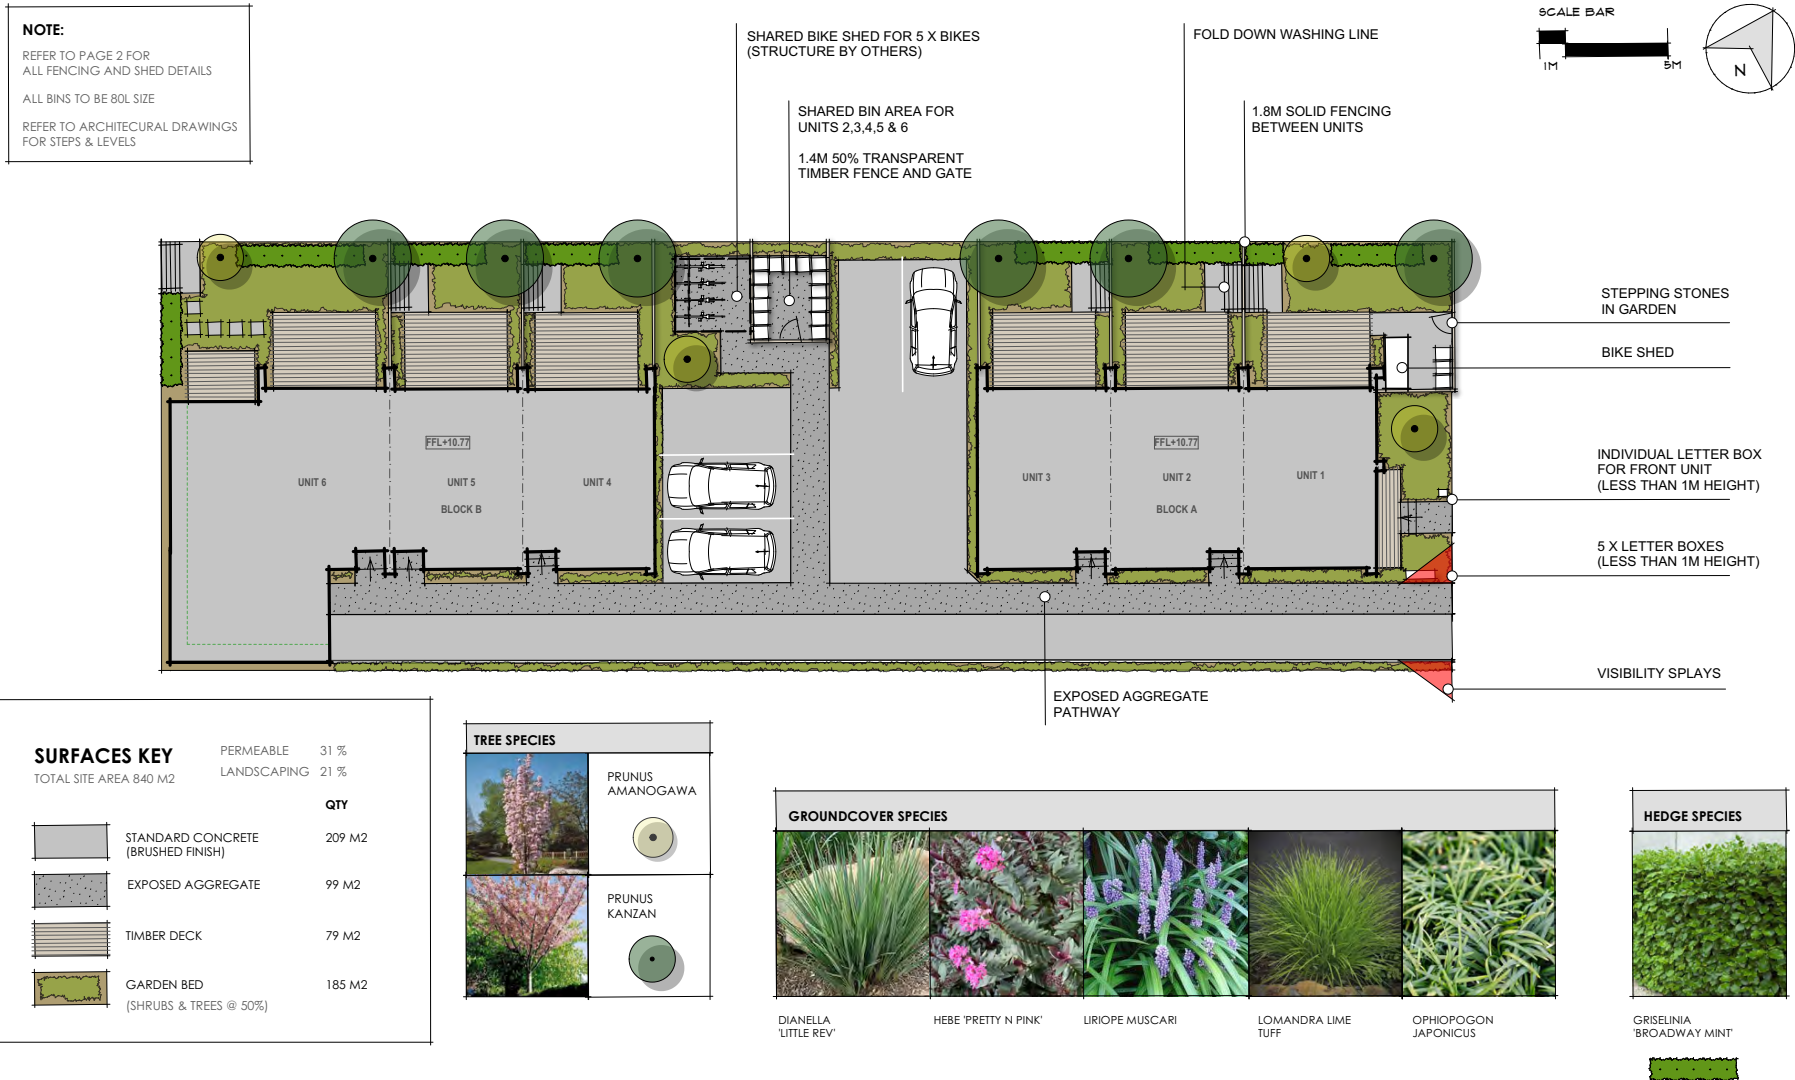 NOTE:
REFER TO PAGE 2 FOR
ALL FENCING AND SHED DETAILS
ALL BINS TO BE 80L SIZE
REFER TO ARCHITECURAL DRAWINGS
FOR STEPS & LEVELS
SHARED BIKE SHED FOR 5 X BIKES
(STRUCTURE BY OTHERS)
SHARED BIN AREA FOR
UNITS 2,3,4,5 & 6
1.4M 50% TRANSPARENT
TIMBER FENCE AND GATE
FOLD DOWN WASHING LINE
1.8M SOLID FENCING
BETWEEN UNITS
SCALE BAR
1M
5M
N
STEPPING STONES
IN GARDEN
BIKE SHED
INDIVIDUAL LETTER BOX
FOR FRONT UNIT
(LESS THAN 1M HEIGHT)
5 X LETTER BOXES
(LESS THAN 1M HEIGHT)
VISIBILITY SPLAYS
EXPOSED AGGREGATE
PATHWAY
FFL+10.77
UNIT 6
UNIT 5
UNIT 4
BLOCK B
FFL+10.77
UNIT 3
UNIT 2
UNIT 1
BLOCK A
SURFACES KEY
TOTAL SITE AREA 840 M2
PERMEABLE 31 %
LANDSCAPING 21 %
QTY
STANDARD CONCRETE
(BRUSHED FINISH)
209 M2
EXPOSED AGGREGATE 99 M2
TIMBER DECK 79 M2
GARDEN BED 185 M2
(SHRUBS & TREES @ 50%)
TREE SPECIES
PRUNUS
AMANOGAWA
PRUNUS
KANZAN
GROUNDCOVER SPECIES
DIANELLA
'LITTLE REV'
HEBE 'PRETTY N PINK'
LIRIOPE MUSCARI
LOMANDRA LIME
TUFF
OPHIOPOGON
JAPONICUS
HEDGE SPECIES
GRISELINIA
'BROADWAY MINT'